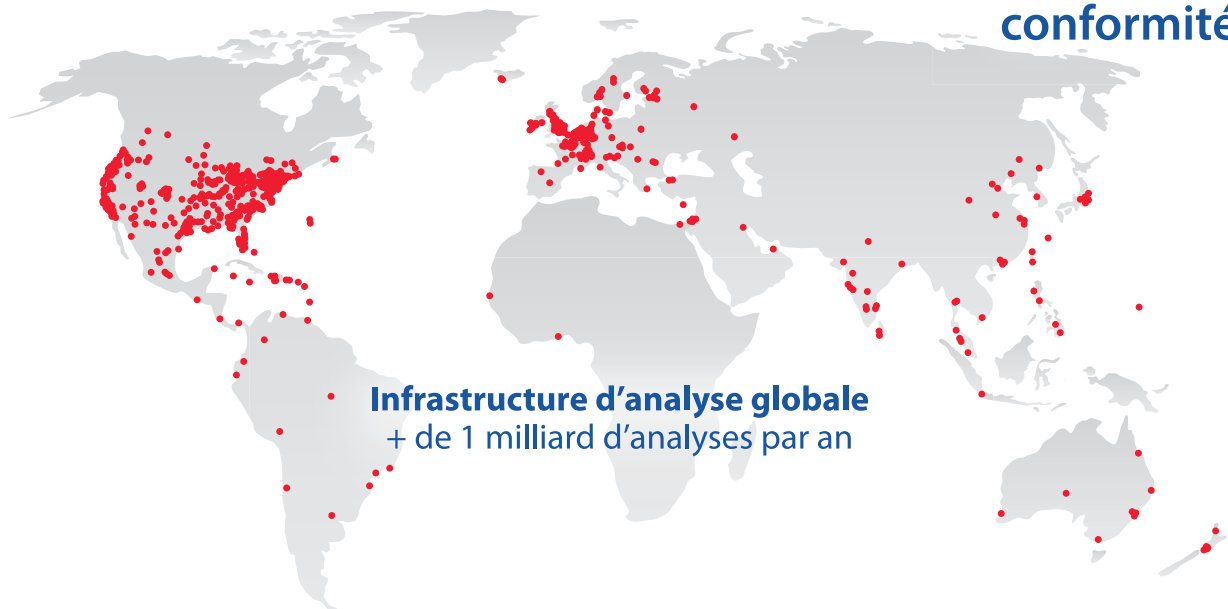 conformité
Infrastructure d’analyse globale
+ de 1 milliard d’analyses par an